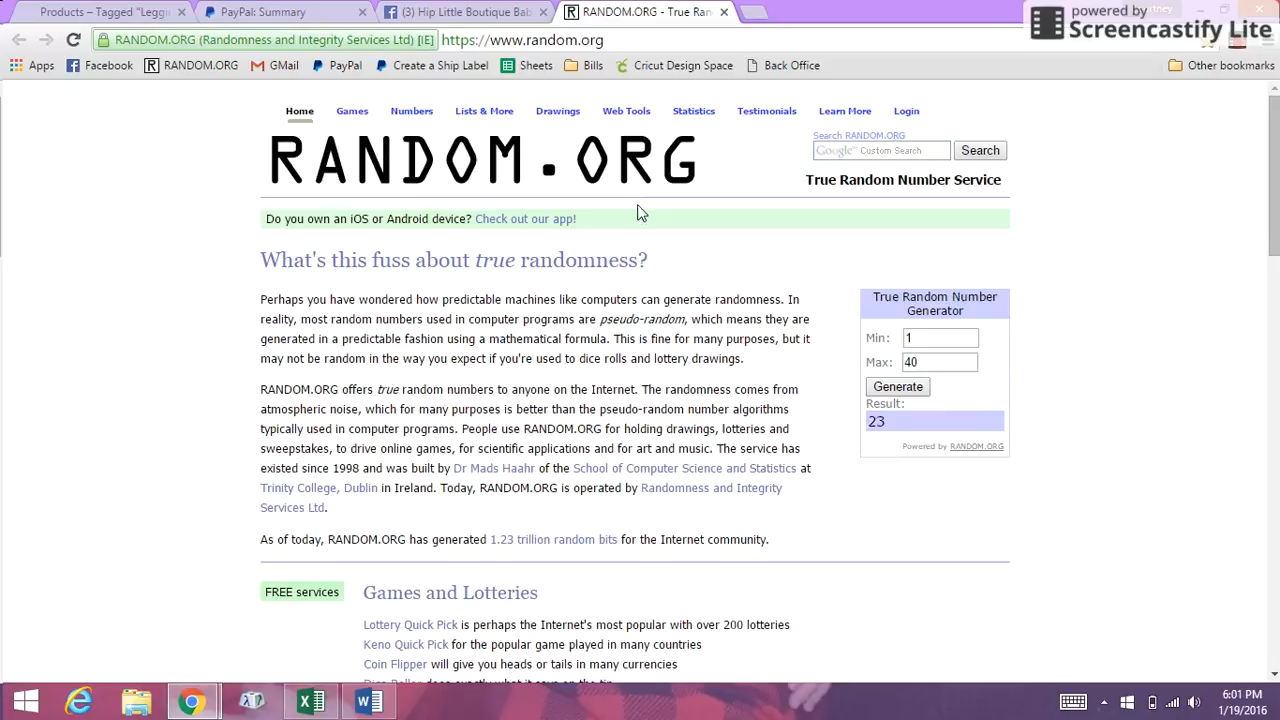 Products – Tagged "Leggi
PayPal: Summary
(3) Hip Little Boutique Bab
RANDOM.ORG - True Ran
powered by
Screencastify Lite
RANDOM.ORG (Randomness and Integrity Services Ltd) [IE]
https://www.random.org
Apps
Facebook
RANDOM.ORG
GMail
PayPal
Create a Ship Label
Sheets
Bills
Cricut Design Space
Back Office
Other bookmarks
Home Games Numbers Lists & More Drawings Web Tools Statistics Testimonials Learn More Login
RANDOM.ORG
Search RANDOM.ORG
Google Custom Search
Search
True Random Number Service
Do you own an iOS or Android device? Check out our app!
What's this fuss about true randomness?
Perhaps you have wondered how predictable machines like computers can generate randomness. In
reality, most random numbers used in computer programs are pseudo-random, which means they are
generated in a predictable fashion using a mathematical formula. This is fine for many purposes, but it
may not be random in the way you expect if you're used to dice rolls and lottery drawings.
RANDOM.ORG offers true random numbers to anyone on the Internet. The randomness comes from
atmospheric noise, which for many purposes is better than the pseudo-random number algorithms
typically used in computer programs. People use RANDOM.ORG for holding drawings, lotteries and
sweepstakes, to drive online games, for scientific applications and for art and music. The service has
existed since 1998 and was built by Dr Mads Haahr of the School of Computer Science and Statistics at
Trinity College, Dublin in Ireland. Today, RANDOM.ORG is operated by Randomness and Integrity
Services Ltd.
As of today, RANDOM.ORG has generated 1.23 trillion random bits for the Internet community.
True Random Number
Generator
Min: 1
Max: 40
Generate
Result:
23
Powered by RANDOM.ORG
FREE services
Games and Lotteries
Lottery Quick Pick is perhaps the Internet's most popular with over 200 lotteries
Keno Quick Pick for the popular game played in many countries
Coin Flipper will give you heads or tails in many currencies
Dice Roller does exactly what it says on the tin
6:01 PM
1/19/2016